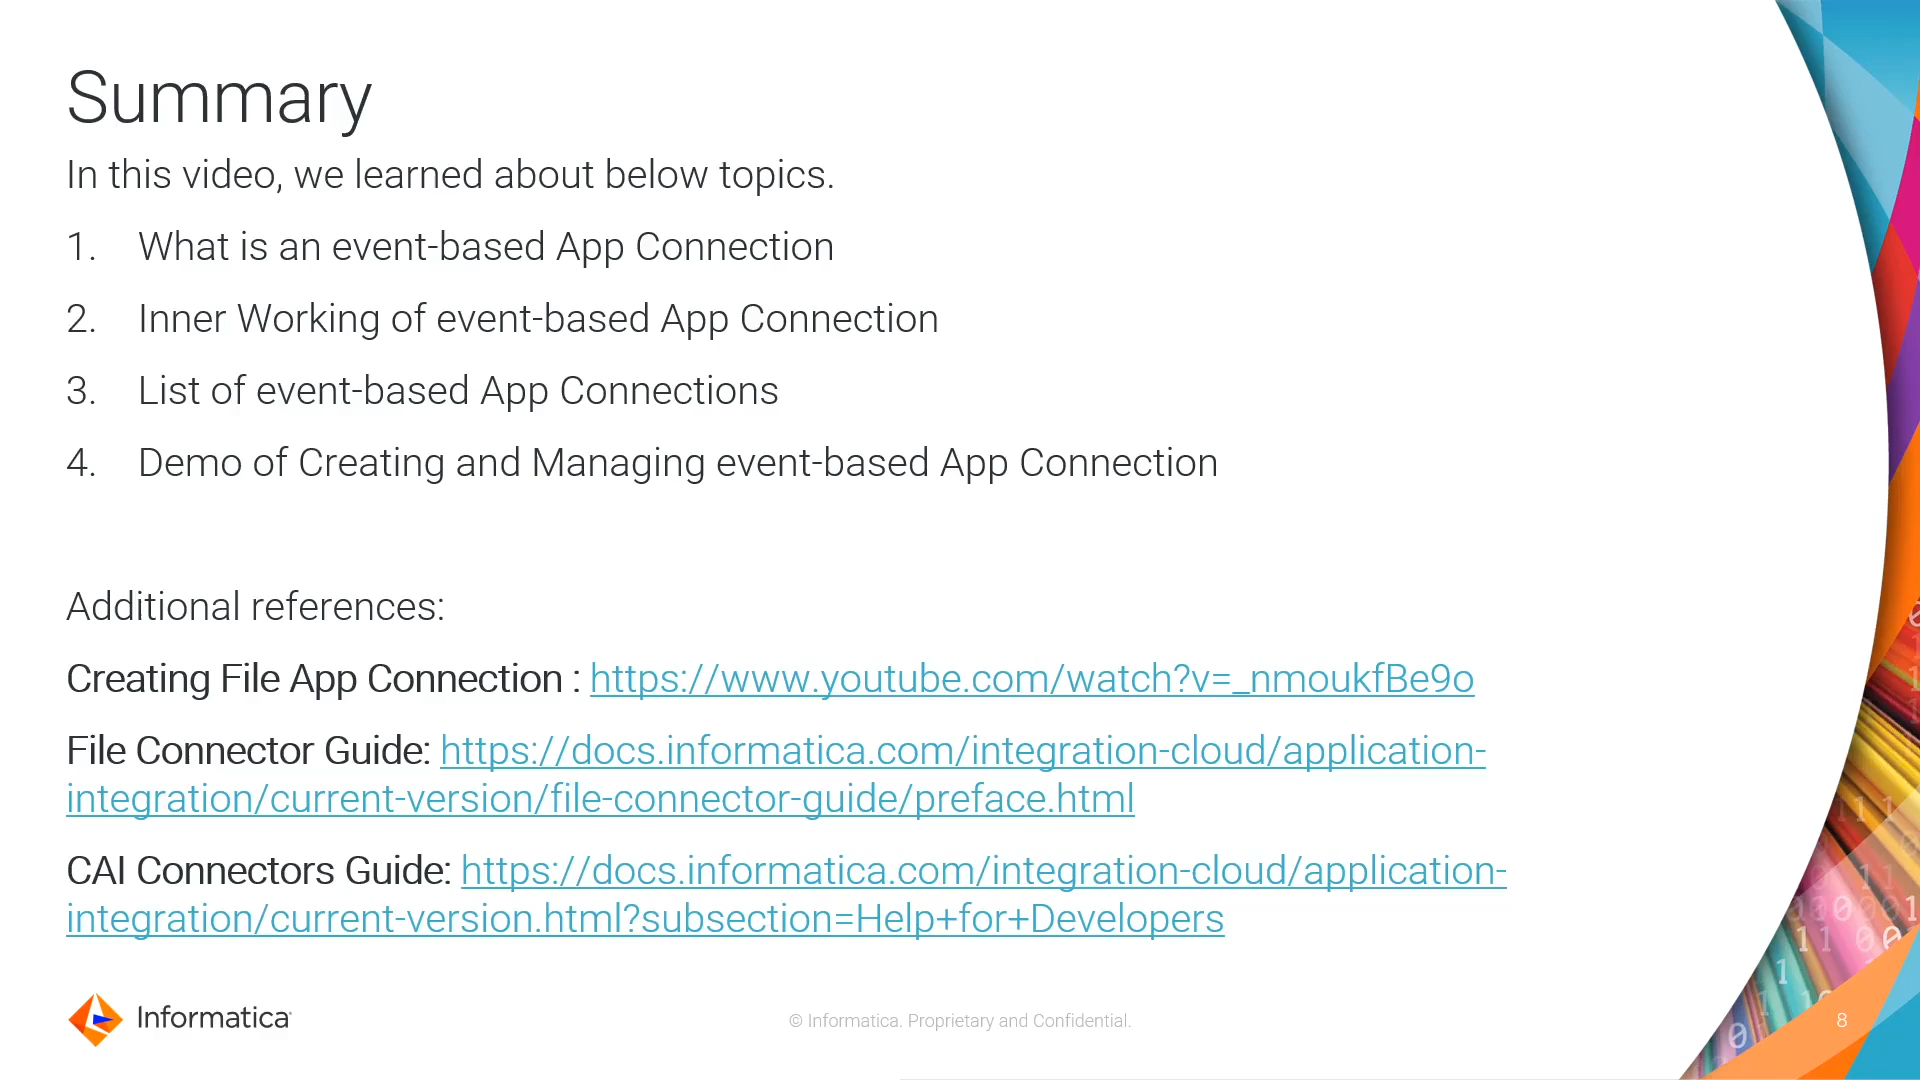 Summary
In this video, we learned about below topics.
1. What is an event-based App Connection
2. Inner Working of event-based App Connection
3. List of event-based App Connections
4. Demo of Creating and Managing event-based App Connection
Additional references:
Creating File App Connection : https://www.youtube.com/watch?v=_nmoukfBe9o
File Connector Guide: https://docs.informatica.com/integration-cloud/application-
integration/current-version/file-connector-guide/preface.html
CAI Connectors Guide: https://docs.informatica.com/integration-cloud/application-
integration/current-version.html?subsection=Help+for+Developers
Informatica
© Informatica. Proprietary and Confidential.
8